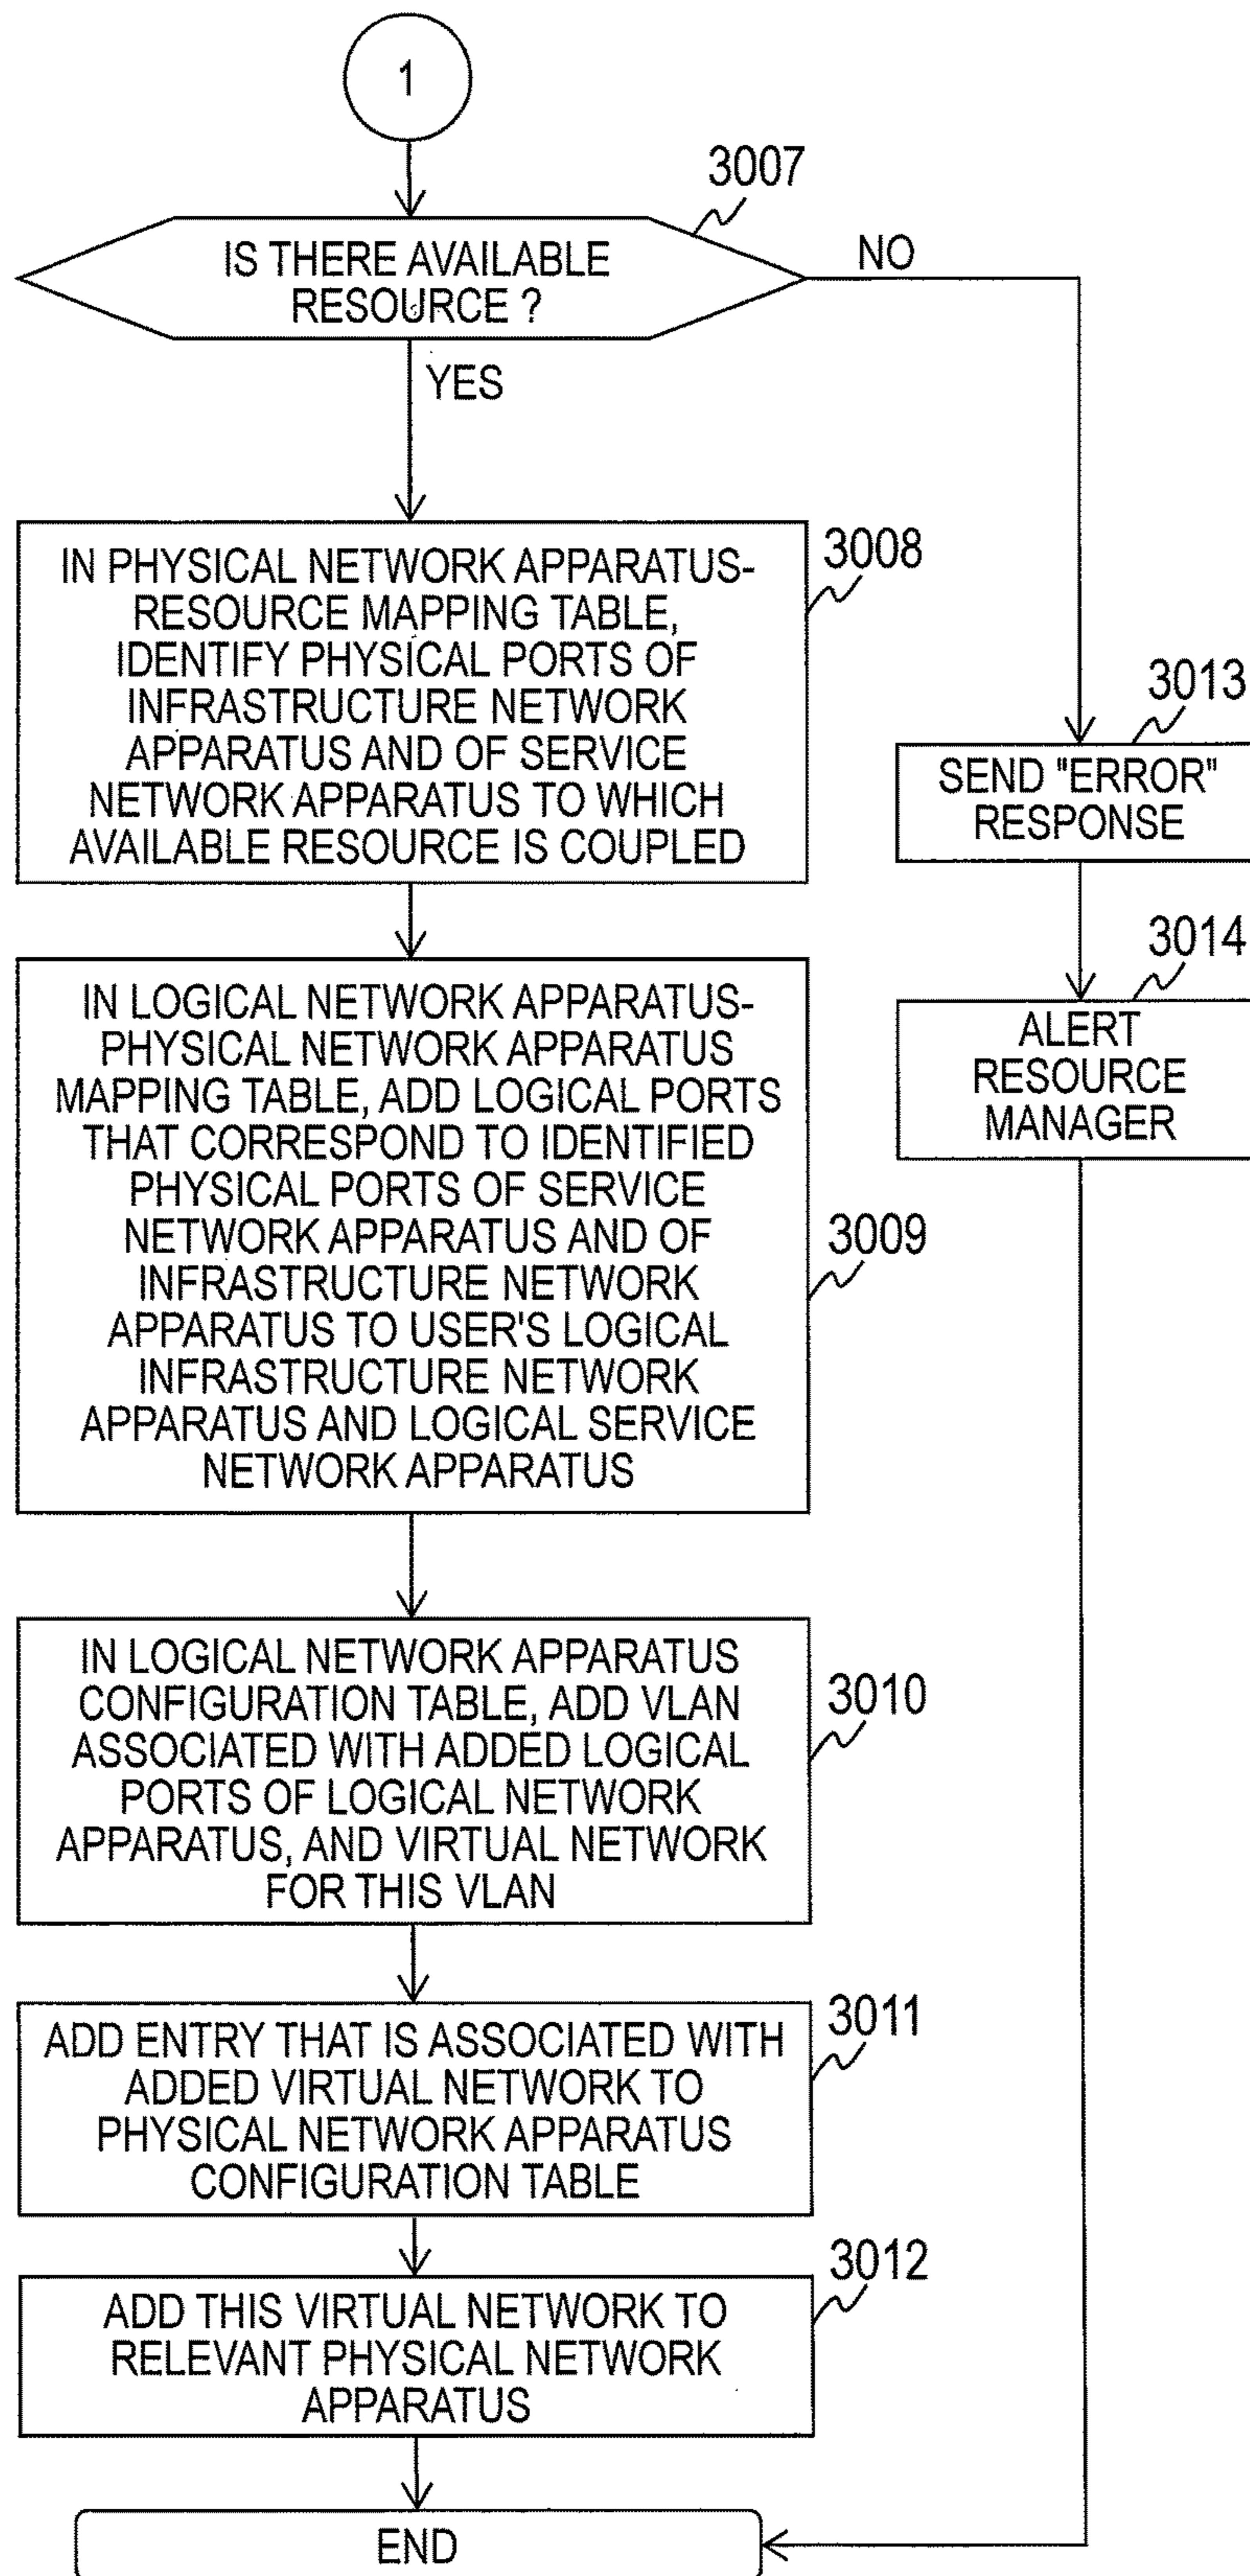 1
3007
IS THERE AVAILABLE
RESOURCE ?
NO
YES
3008
IN PHYSICAL NETWORK APPARATUS-
RESOURCE MAPPING TABLE,
IDENTIFY PHYSICAL PORTS OF
INFRASTRUCTURE NETWORK
APPARATUS AND OF SERVICE
NETWORK APPARATUS TO WHICH
AVAILABLE RESOURCE IS COUPLED
3013
SEND "ERROR"
RESPONSE
3014
ALERT
RESOURCE
MANAGER
IN LOGICAL NETWORK APPARATUS-
PHYSICAL NETWORK APPARATUS
MAPPING TABLE, ADD LOGICAL PORTS
THAT CORRESPOND TO IDENTIFIED
PHYSICAL PORTS OF SERVICE
NETWORK APPARATUS AND OF
INFRASTRUCTURE NETWORK
APPARATUS TO USER'S LOGICAL
INFRASTRUCTURE NETWORK
APPARATUS AND LOGICAL SERVICE
NETWORK APPARATUS
3009
IN LOGICAL NETWORK APPARATUS
CONFIGURATION TABLE, ADD VLAN
ASSOCIATED WITH ADDED LOGICAL
PORTS OF LOGICAL NETWORK
APPARATUS, AND VIRTUAL NETWORK
FOR THIS VLAN
3010
ADD ENTRY THAT IS ASSOCIATED WITH
ADDED VIRTUAL NETWORK TO
PHYSICAL NETWORK APPARATUS
CONFIGURATION TABLE
3011
ADD THIS VIRTUAL NETWORK TO
RELEVANT PHYSICAL NETWORK
APPARATUS
3012
END